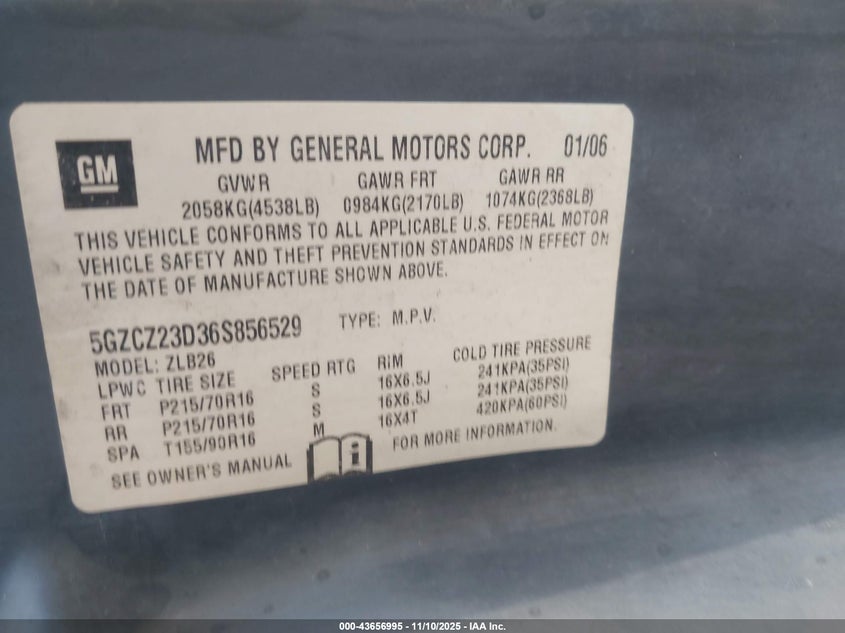 GM
MFD BY GENERAL MOTORS CORP. 01/06
GVWR GAWR FRT GAWR RR
2058KG(4538LB) 0984KG(2170LB) 1074KG(2368LB)
THIS VEHICLE CONFORMS TO ALL APPLICABLE U.S. FEDERAL MOTOR
VEHICLE SAFETY AND THEFT PREVENTION STANDARDS IN EFFECT ON
THE DATE OF MANUFACTURE SHOWN ABOVE.
5GZCZ23D36S856529 TYPE: M.P.V.
MODEL: ZLB26
LPWC TIRE SIZE SPEED RTG RIM COLD TIRE PRESSURE
FRT P215/70R16 S 16X6.5J 241KPA(35PSI)
RR P215/70R16 S 16X6.5J 241KPA(35PSI)
SPA T155/90R16 M 16X4T 420KPA(60PSI)
SEE OWNER'S MANUAL i FOR MORE INFORMATION.
000-43656995 - 11/10/2025 - IAA Inc.